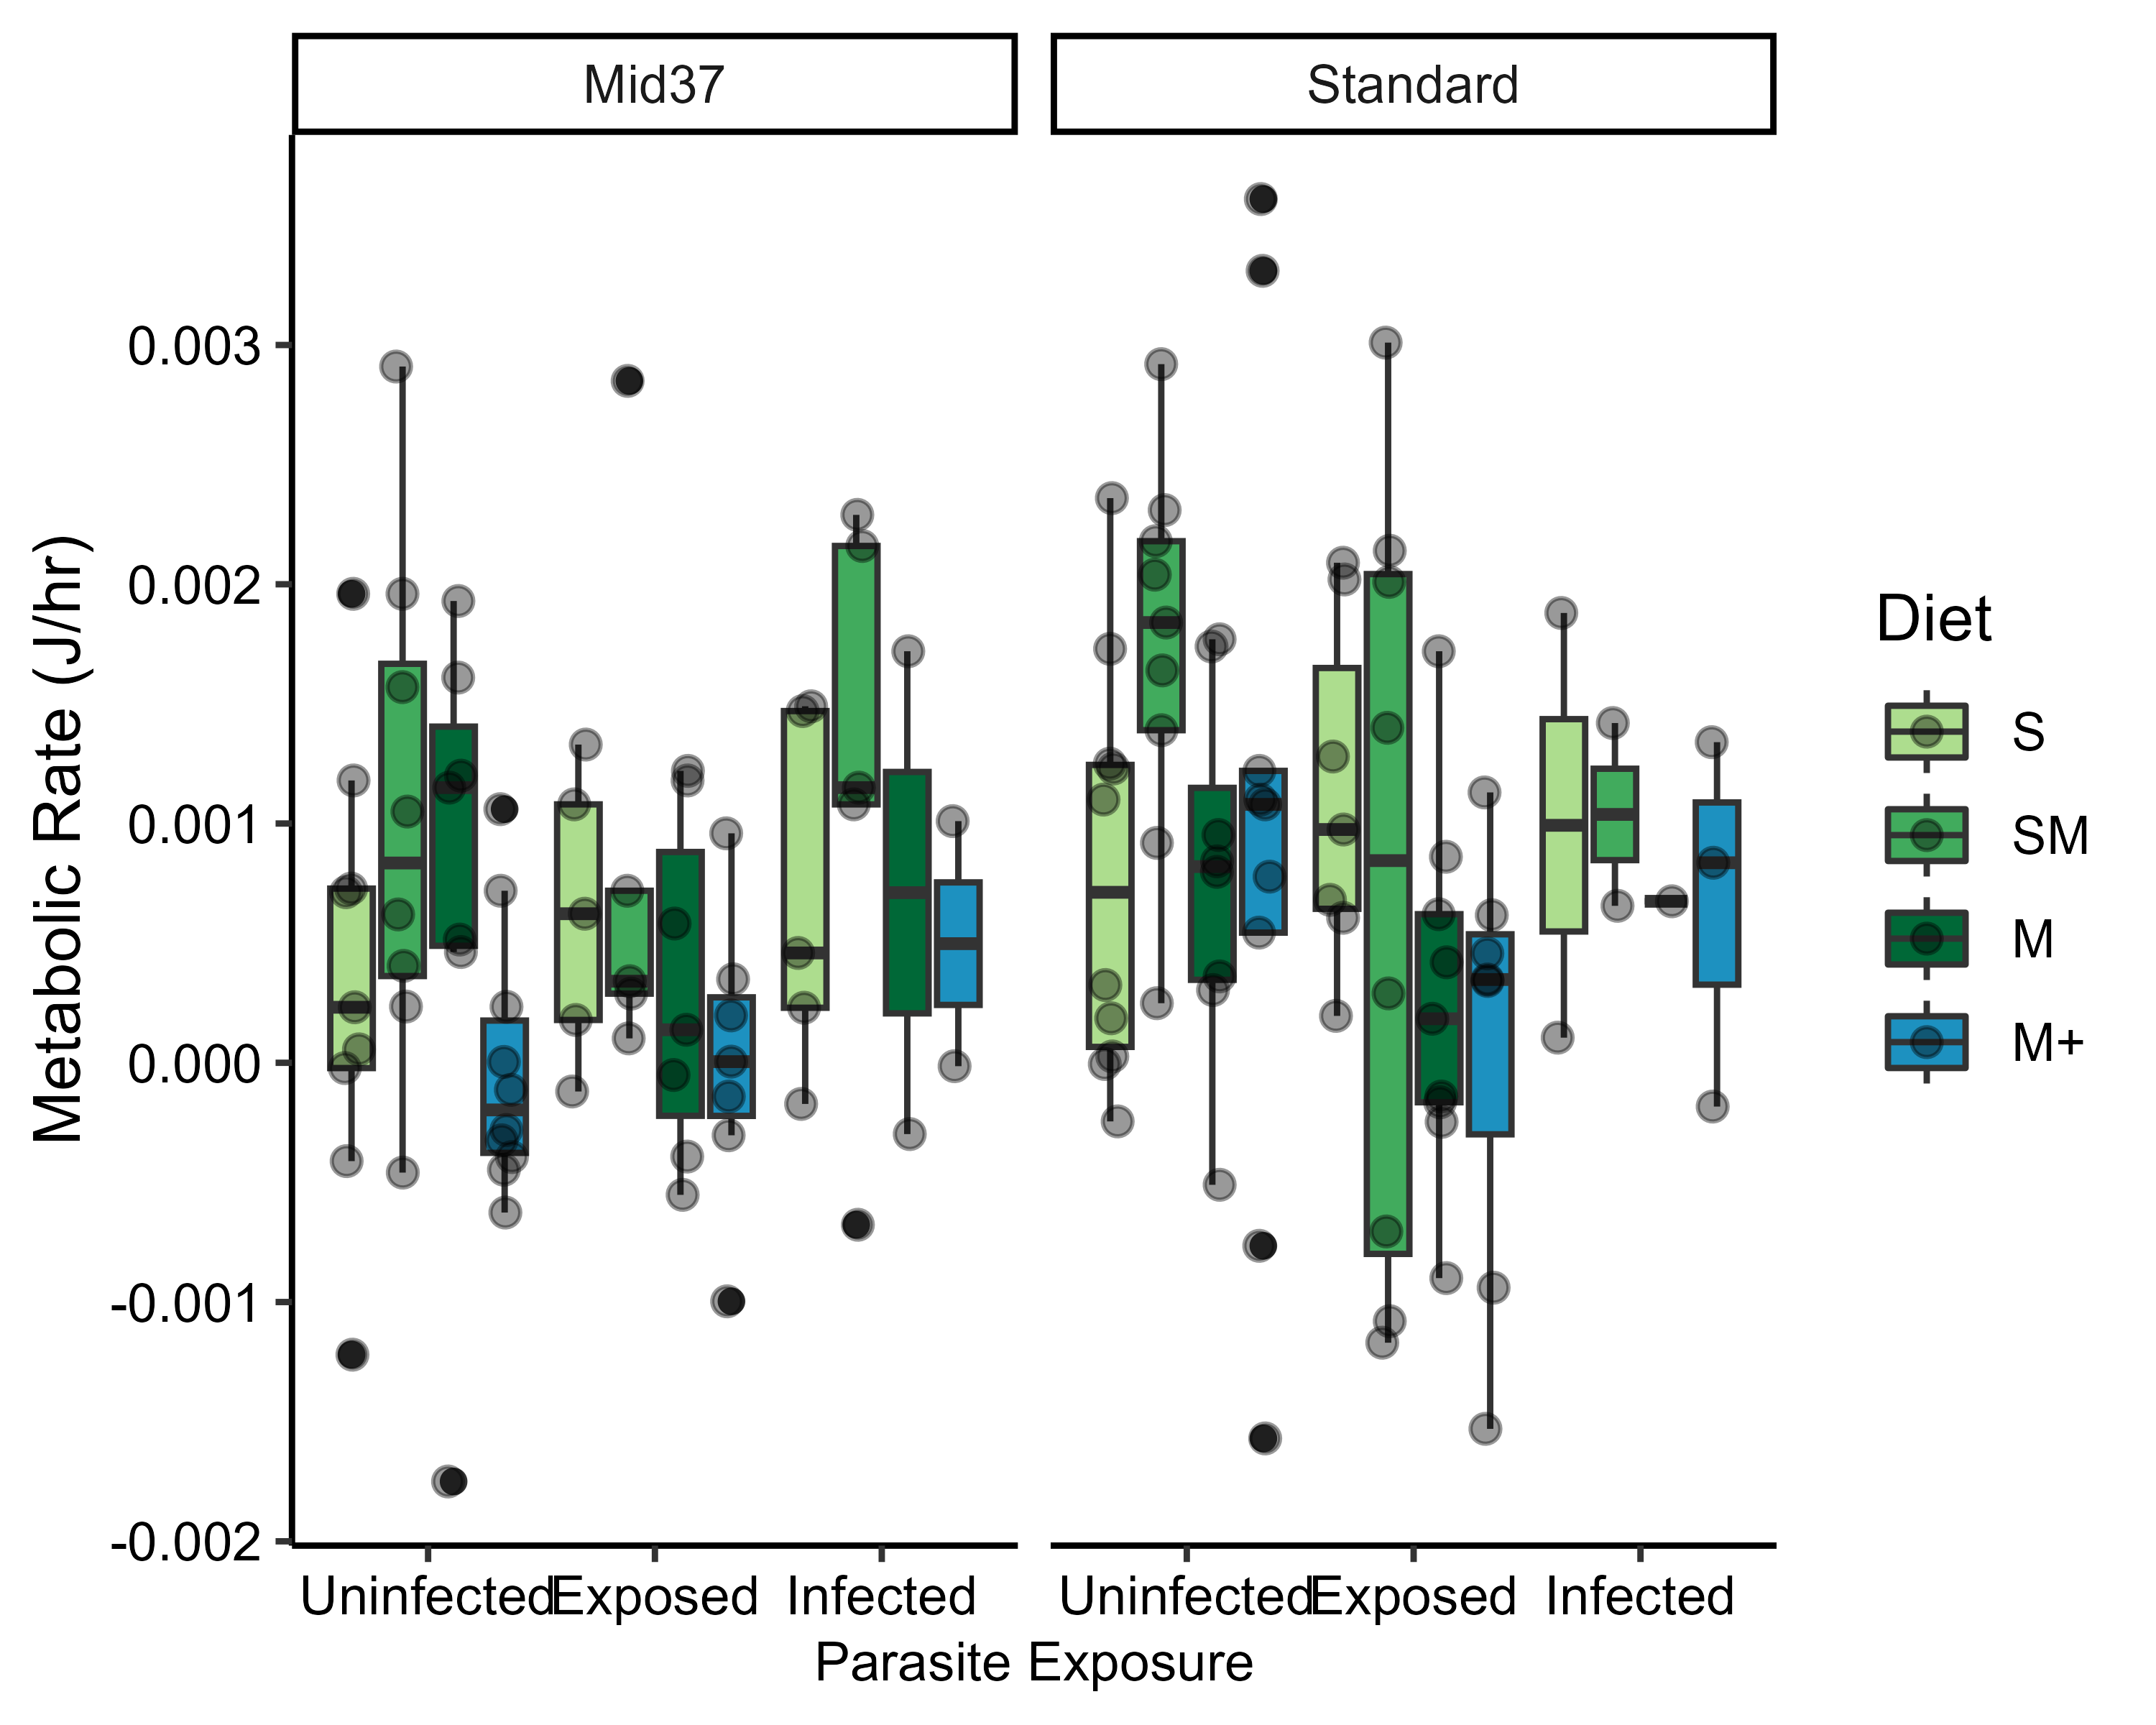 Mid37
Standard
Metabolic Rate (J/hr)
0.003
0.002
0.001
0.000
-0.001
-0.002
Uninfected Exposed Infected
Uninfected Exposed Infected
Parasite Exposure
Diet
S
SM
M
M+